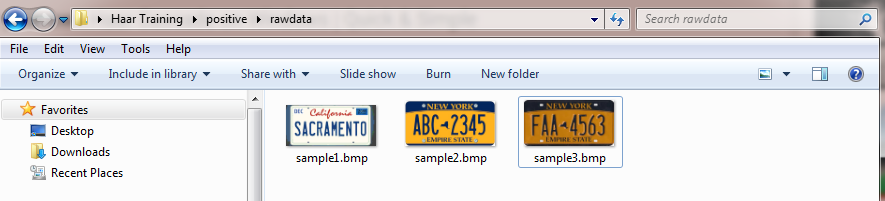 Haar Training ▸ positive ▸ rawdata
Search rawdata
File Edit View Tools Help
Organize Include in library Share with Slide show Burn New folder
Favorites
Desktop
Downloads
Recent Places
DEC California
SACRAMENTO
sample1.bmp
NEW YORK
ABC 2345
EMPIRE STATE
sample2.bmp
NEW YORK
FAA 4563
EMPIRE STATE
sample3.bmp